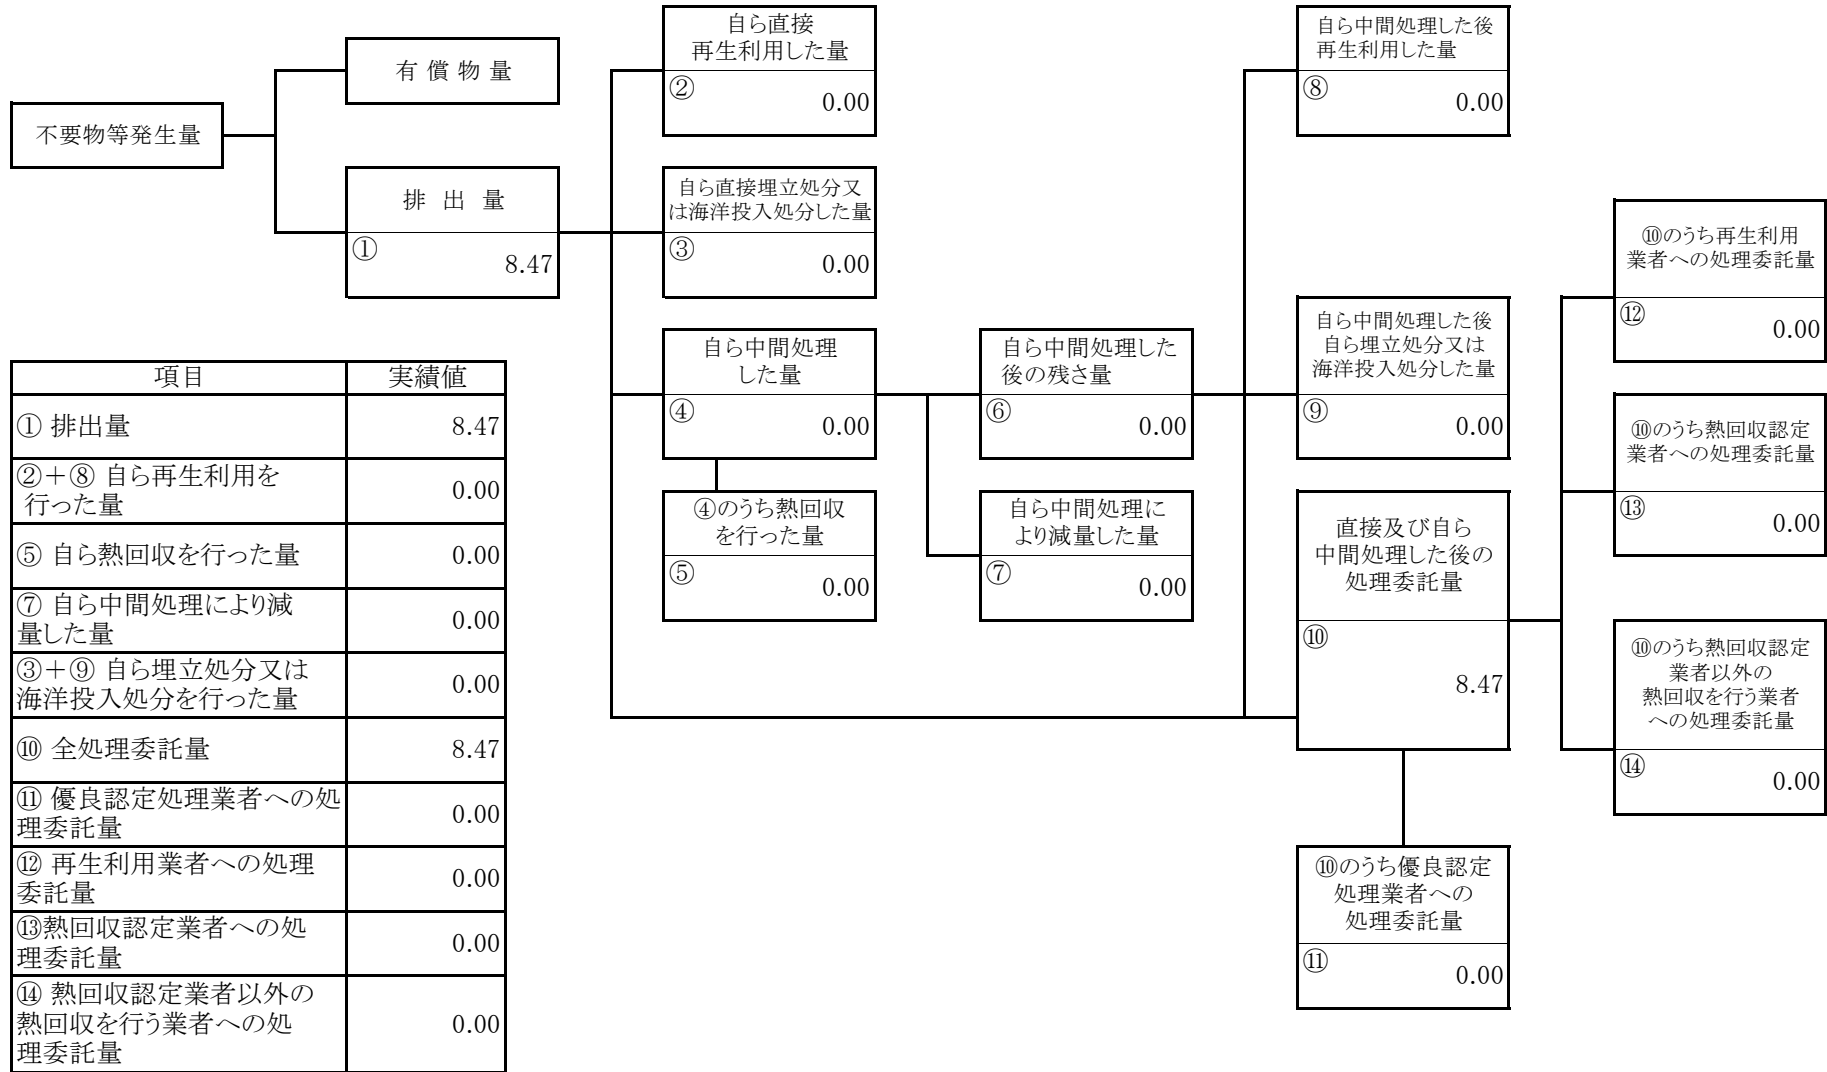 自ら直接
再生利用した量
②
0.00
自ら中間処理した後
再生利用した量
⑧
0.00
有 償 物 量
不要物等発生量
排 出 量
①
8.47
自ら直接埋立処分又
は海洋投入処分した量
③
0.00
⑩のうち再生利用
業者への処理委託量
⑫
0.00
自ら中間処理
した量
④
0.00
自ら中間処理した
後の残さ量
⑥
0.00
自ら中間処理した後
自ら埋立処分又は
海洋投入処分した量
⑨
0.00
⑩のうち熱回収認定
業者への処理委託量
⑬
0.00
④のうち熱回収
を行った量
⑤
0.00
自ら中間処理に
より減量した量
⑦
0.00
直接及び自ら
中間処理した後の
処理委託量
⑩
8.47
⑩のうち熱回収認定
業者以外の
熱回収を行う業者
への処理委託量
⑭
0.00
⑩のうち優良認定
処理業者への
処理委託量
⑪
0.00
項目 実績値
① 排出量 8.47
②＋⑧ 自ら再生利用を
行った量 0.00
⑤ 自ら熱回収を行った量 0.00
⑦ 自ら中間処理により減
量した量 0.00
③＋⑨ 自ら埋立処分又は
海洋投入処分を行った量 0.00
⑩ 全処理委託量 8.47
⑪ 優良認定処理業者への処
理委託量 0.00
⑫ 再生利用業者への処理
委託量 0.00
⑬熱回収認定業者への処
理委託量 0.00
⑭ 熱回収認定業者以外の
熱回収を行う業者への処
理委託量 0.00